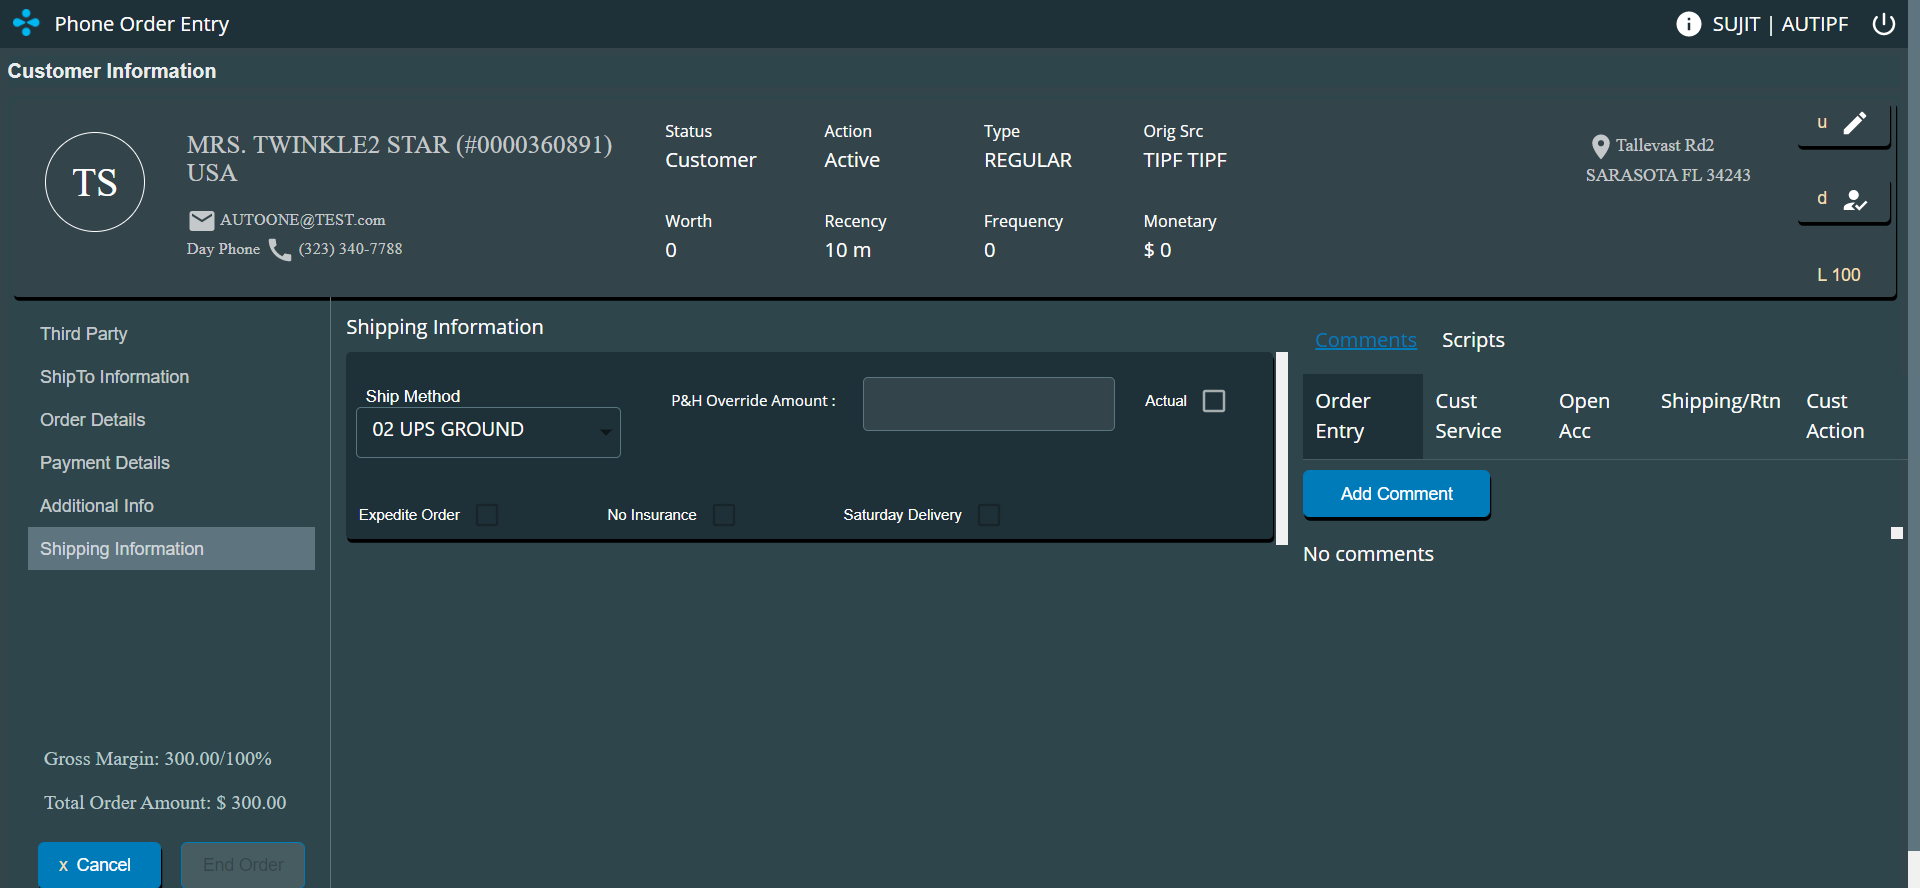 Phone Order Entry
SUJIT | AUTIPF
Customer Information
TS
MRS. TWINKLE2 STAR (#0000360891)
USA
AUTOONE@TEST.com
Day Phone (323) 340-7788
Status
Customer
Action
Active
Type
REGULAR
Orig Src
TIPF TIPF
Worth
0
Recency
10 m
Frequency
0
Monetary
$ 0
Tallevast Rd2
SARASOTA FL 34243
u
d
L 100
Third Party
ShipTo Information
Order Details
Payment Details
Additional Info
Shipping Information
Gross Margin: 300.00/100%
Total Order Amount: $ 300.00
x Cancel
End Order
Shipping Information
Ship Method
02 UPS GROUND
P&H Override Amount :
Actual
Expedite Order
No Insurance
Saturday Delivery
Comments
Scripts
Order
Entry
Cust
Service
Open
Acc
Shipping/Rtn
Cust
Action
Add Comment
No comments